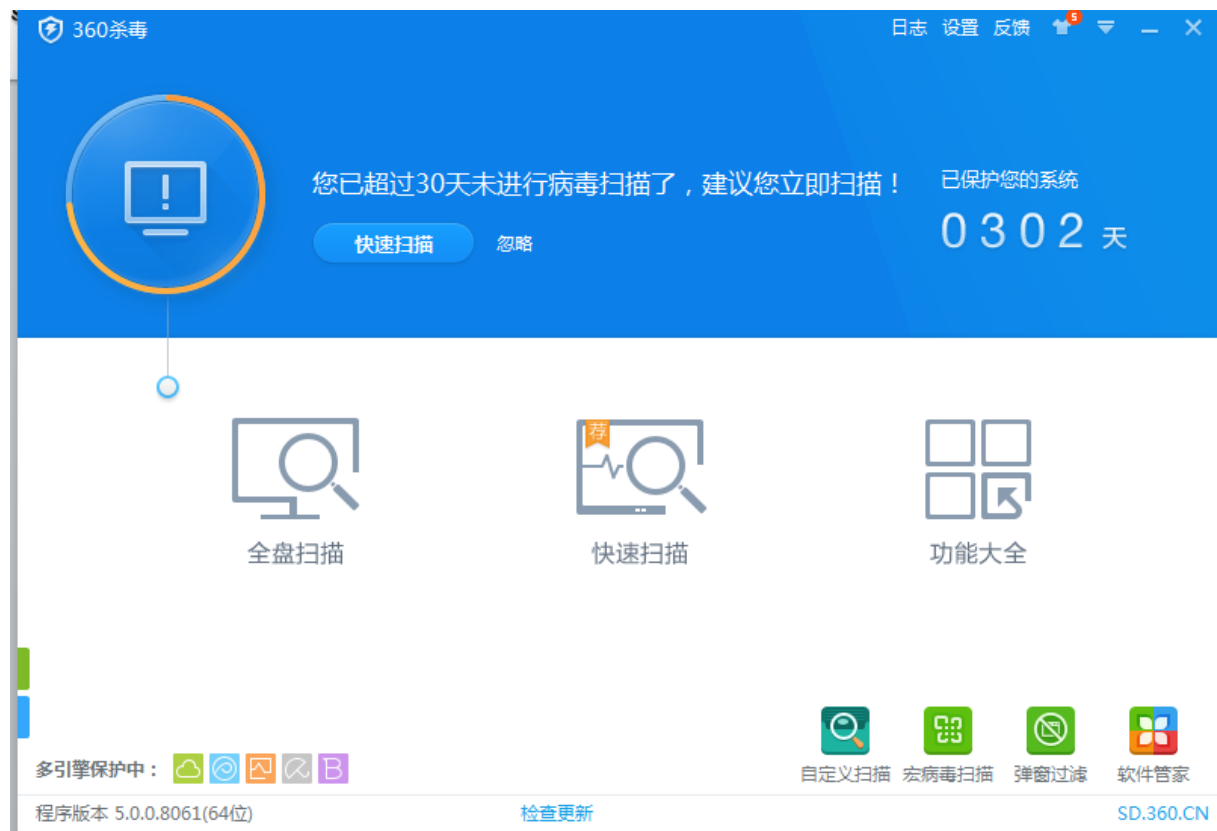 360杀毒
日志 设置 反馈 5
您已超过30天未进行病毒扫描了，建议您立即扫描！
已保护您的系统
0302 天
快速扫描 忽略
荐
全盘扫描 快速扫描 功能大全
自定义扫描 宏病毒扫描 弹窗过滤 软件管家
多引擎保护中： B
程序版本 5.0.0.8061(64位) 检查更新 SD.360.CN